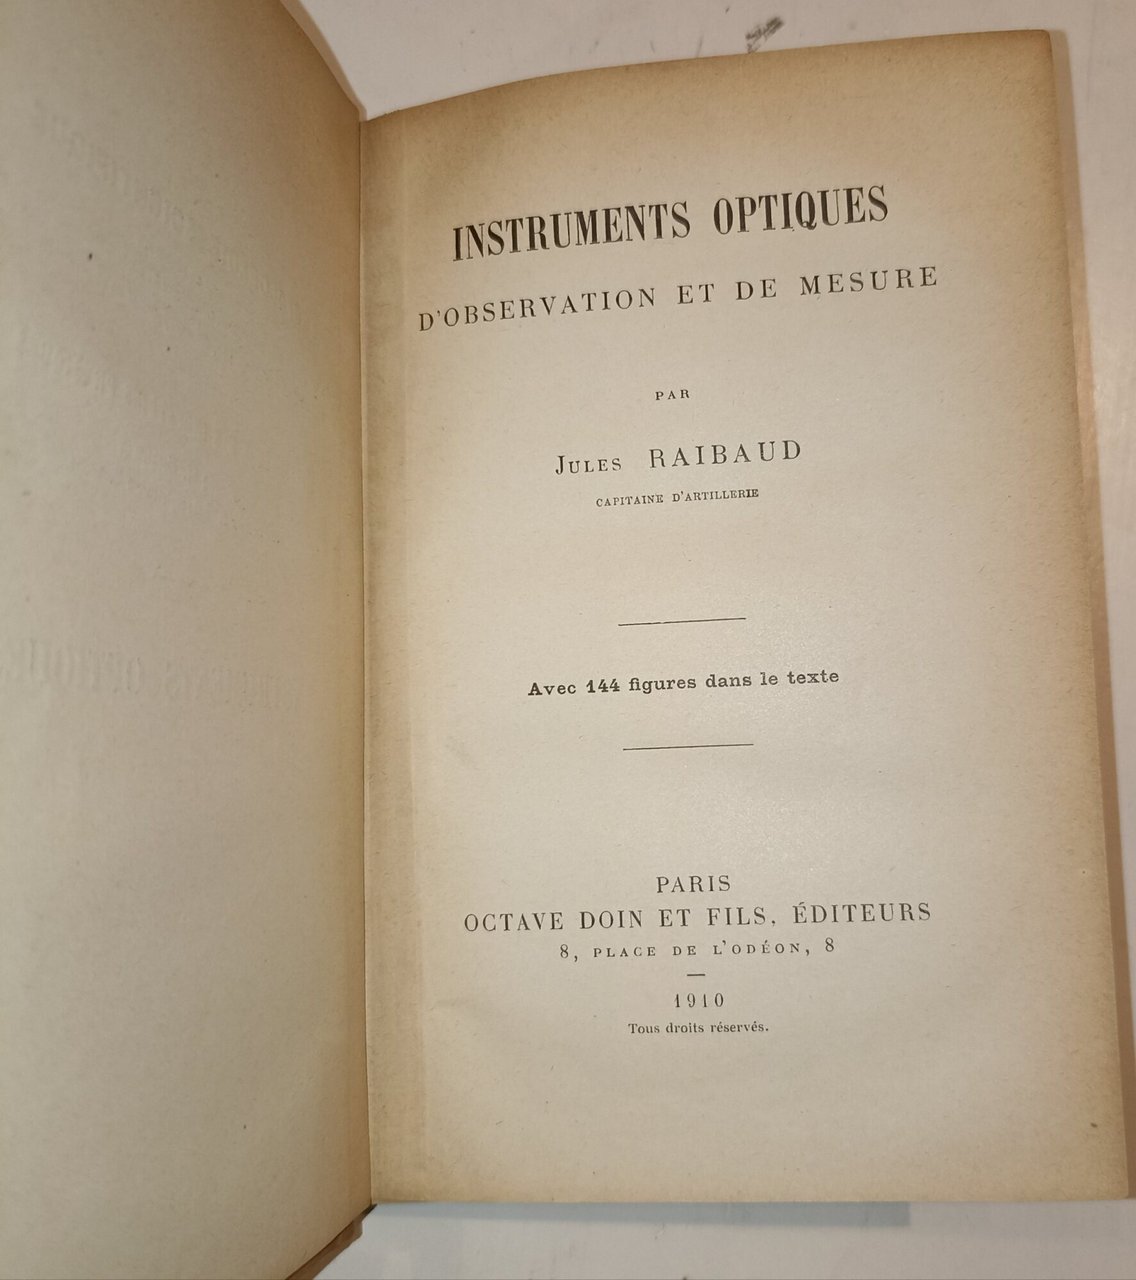 INSTRUMENTS OPTIQUES
D'OBSERVATION ET DE MESURE
PAR
JULES RAIBAUD
CAPITAINE D'ARTILLERIE
Avec 144 figures dans le texte
PARIS
OCTAVE DOIN ET FILS, ÉDITEURS
8, PLACE DE L'ODÉON, 8
1910
Tous droits réservés.